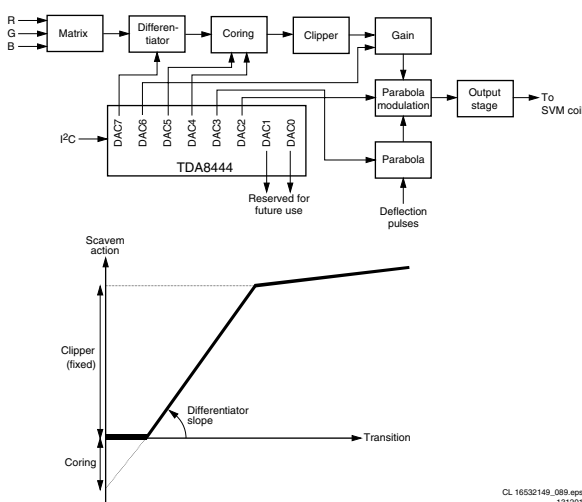 R
G
B
Matrix
Differen-
tiator
Coring
Clipper
Gain
Parabola
modulation
Output
stage
To
SVM coi
I²C
DAC7
DAC6
DAC5
DAC4
DAC3
DAC2
DAC1
DAC0
TDA8444
Parabola
Reserved for
future use
Deflection
pulses
Scavem
action
Clipper
(fixed)
Differentiator
slope
Transition
Coring
CL 16532149_089.eps